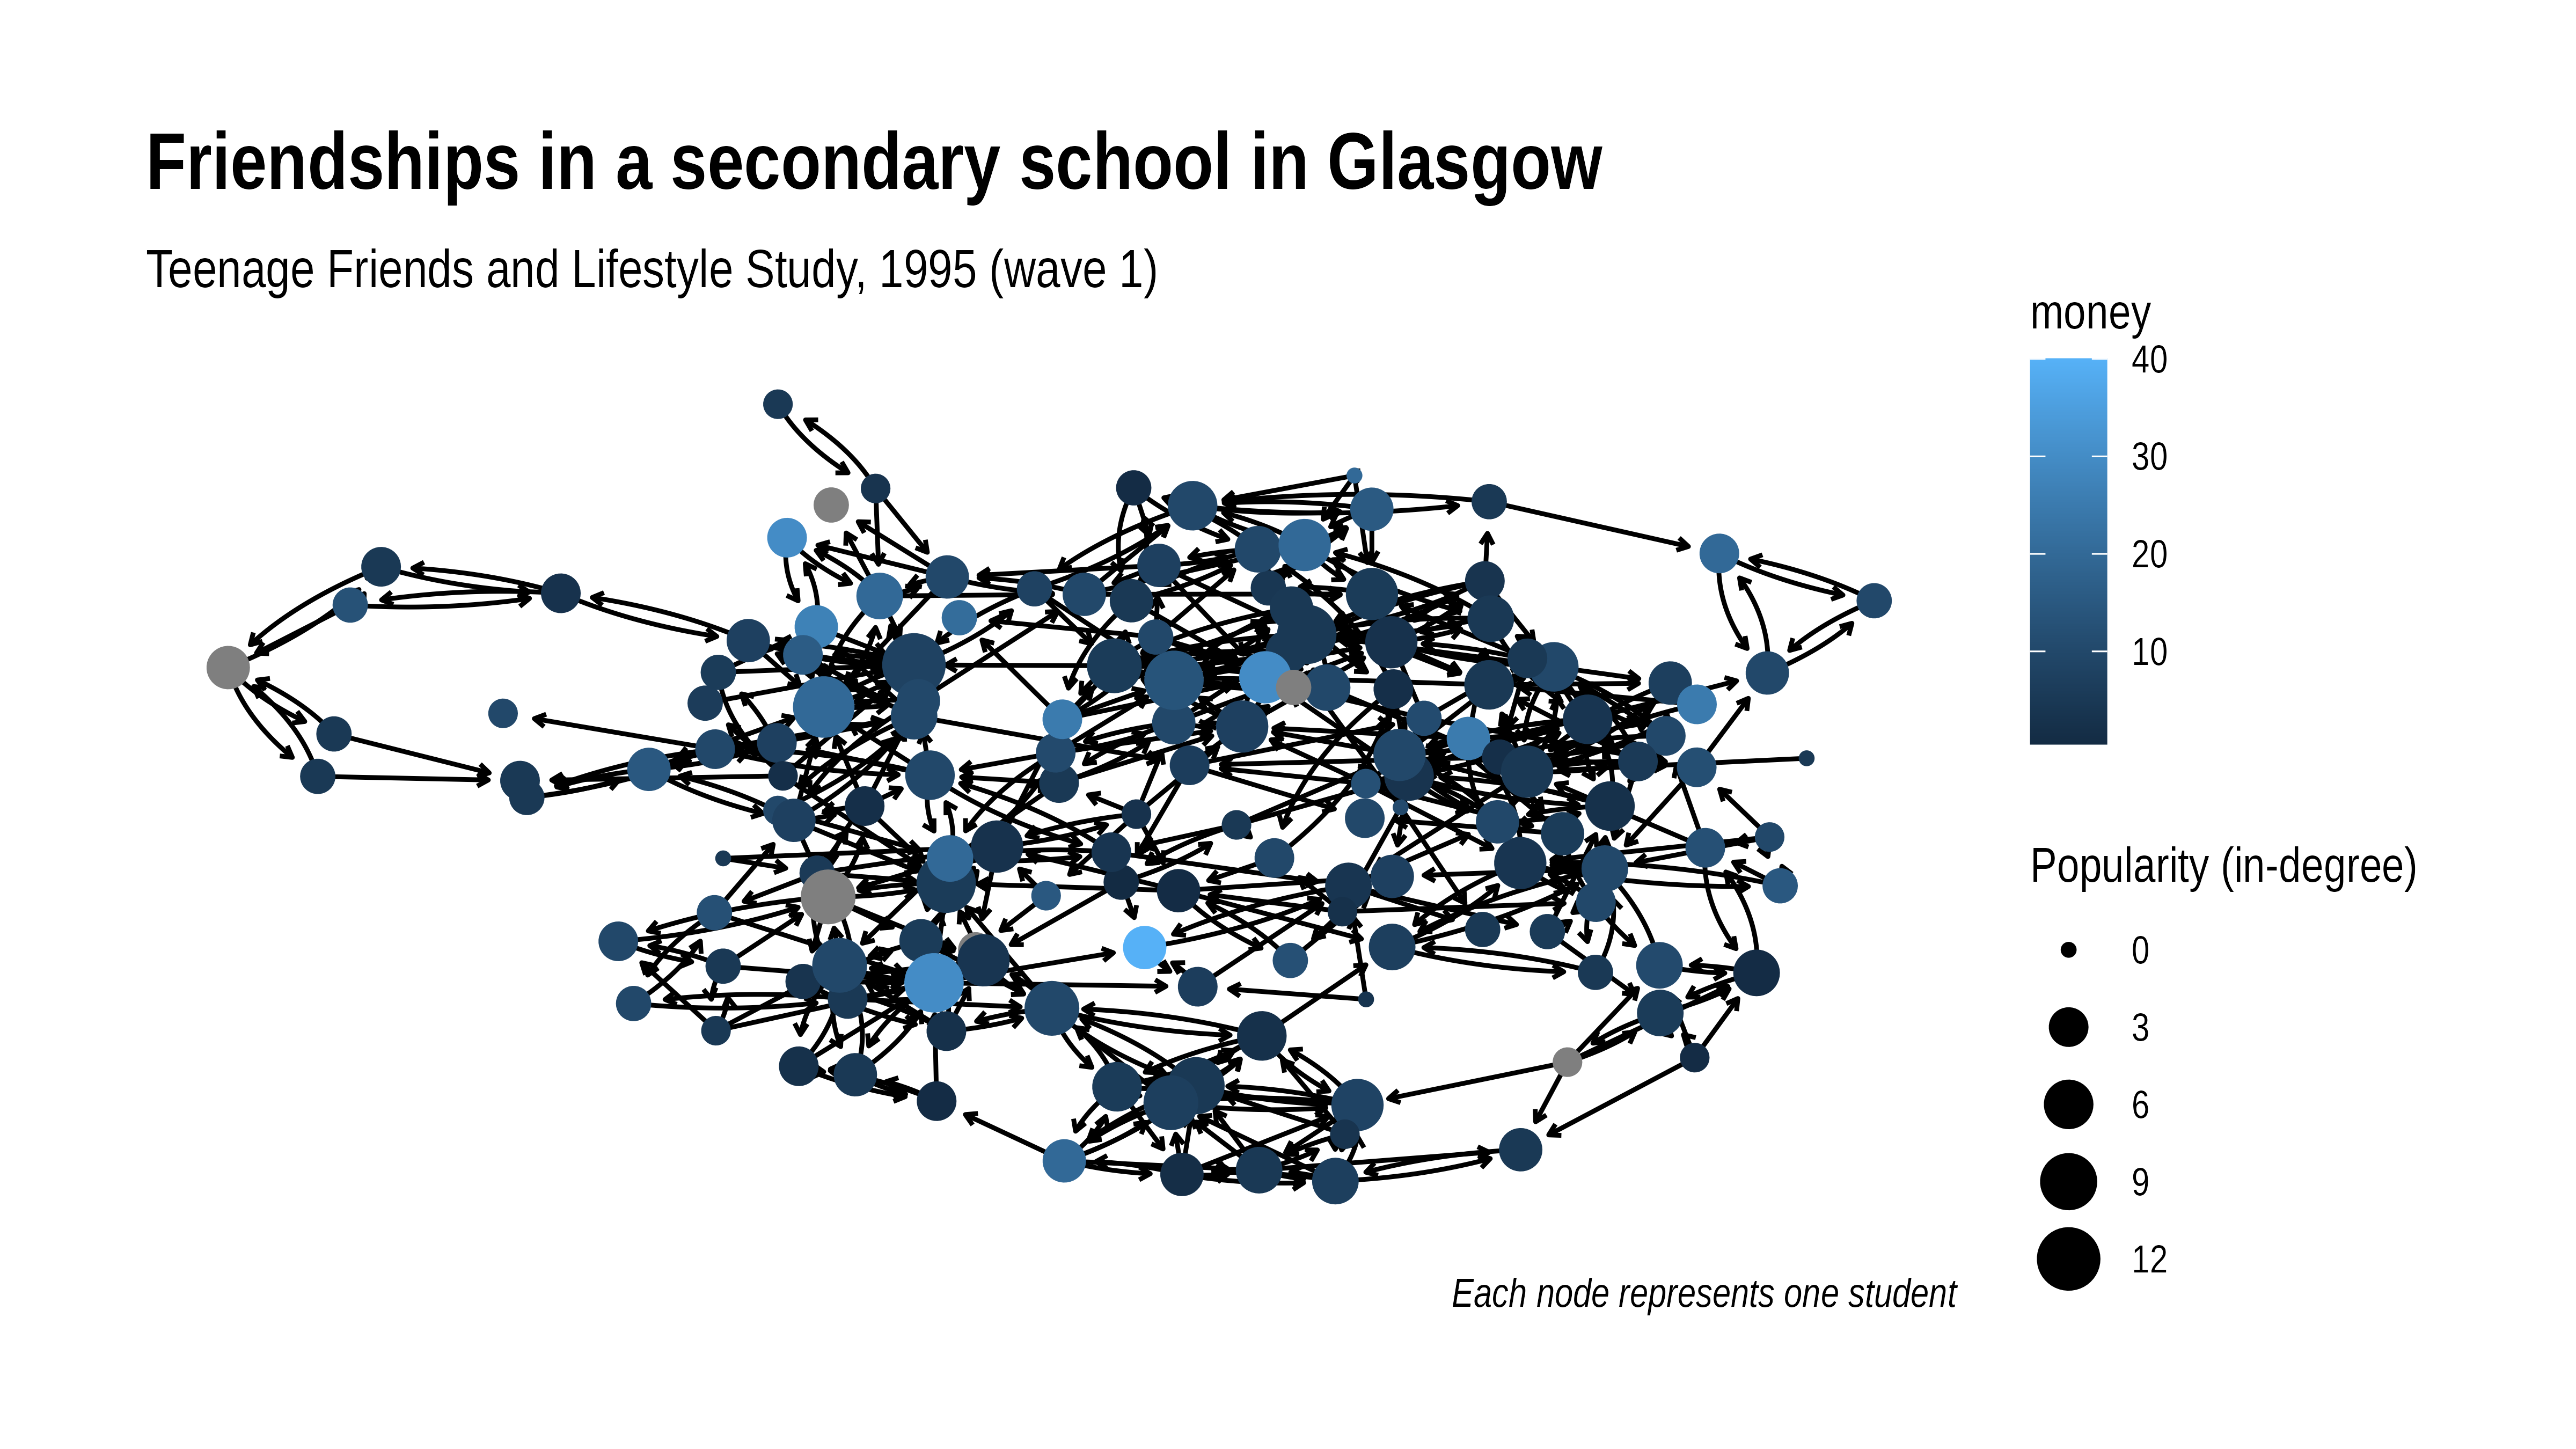 Friendships in a secondary school in Glasgow
Teenage Friends and Lifestyle Study, 1995 (wave 1)
money
40
30
20
10
Popularity (in-degree)
0
3
6
9
12
Each node represents one student